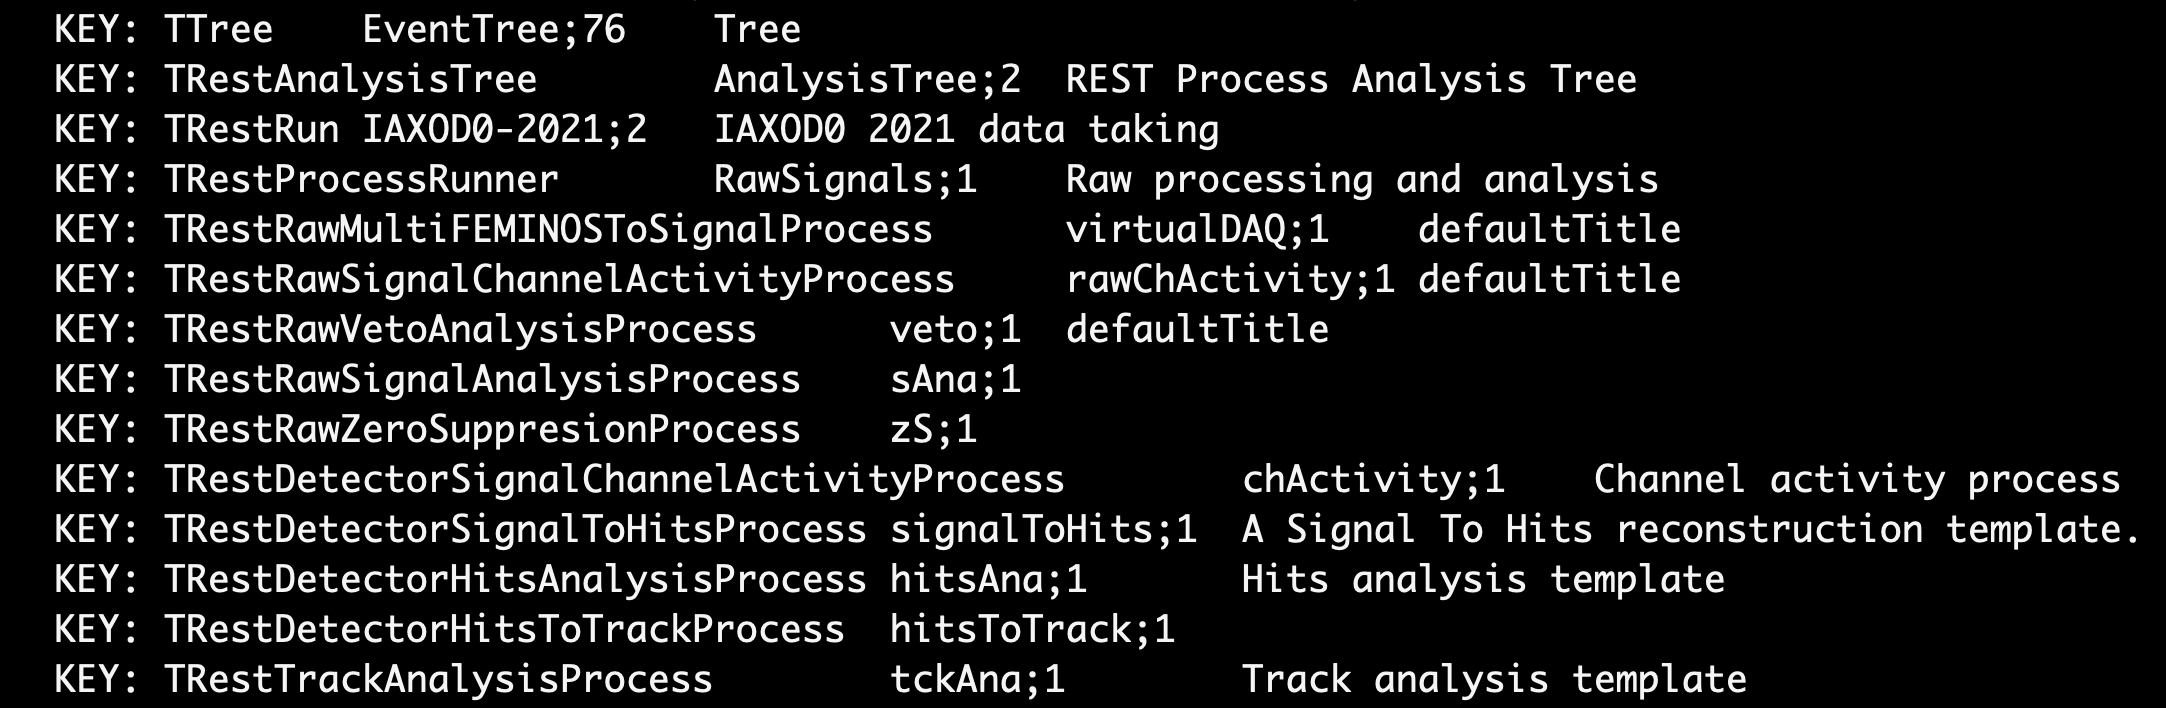 KEY: TTree EventTree;76 Tree
KEY: TRestAnalysisTree AnalysisTree;2 REST Process Analysis Tree
KEY: TRestRun IAXOD0-2021;2 IAXOD0 2021 data taking
KEY: TRestProcessRunner RawSignals;1 Raw processing and analysis
KEY: TRestRawMultiFEMINOSToSignalProcess virtualDAQ;1 defaultTitle
KEY: TRestRawSignalChannelActivityProcess rawChActivity;1 defaultTitle
KEY: TRestRawVetoAnalysisProcess veto;1 defaultTitle
KEY: TRestRawSignalAnalysisProcess sAna;1
KEY: TRestRawZeroSuppresionProcess zS;1
KEY: TRestDetectorSignalChannelActivityProcess chActivity;1 Channel activity process
KEY: TRestDetectorSignalToHitsProcess signalToHits;1 A Signal To Hits reconstruction template.
KEY: TRestDetectorHitsAnalysisProcess hitsAna;1 Hits analysis template
KEY: TRestDetectorHitsToTrackProcess hitsToTrack;1
KEY: TRestTrackAnalysisProcess tckAna;1 Track analysis template